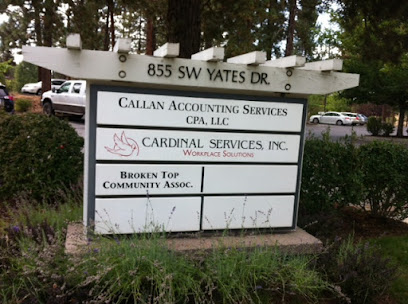 855 SW YATES DR.
CALLAN ACCOUNTING SERVICES
CPA, LLC
CARDINAL SERVICES, INC.
WORKPLACE SOLUTIONS
BROKEN TOP
COMMUNITY ASSOC.